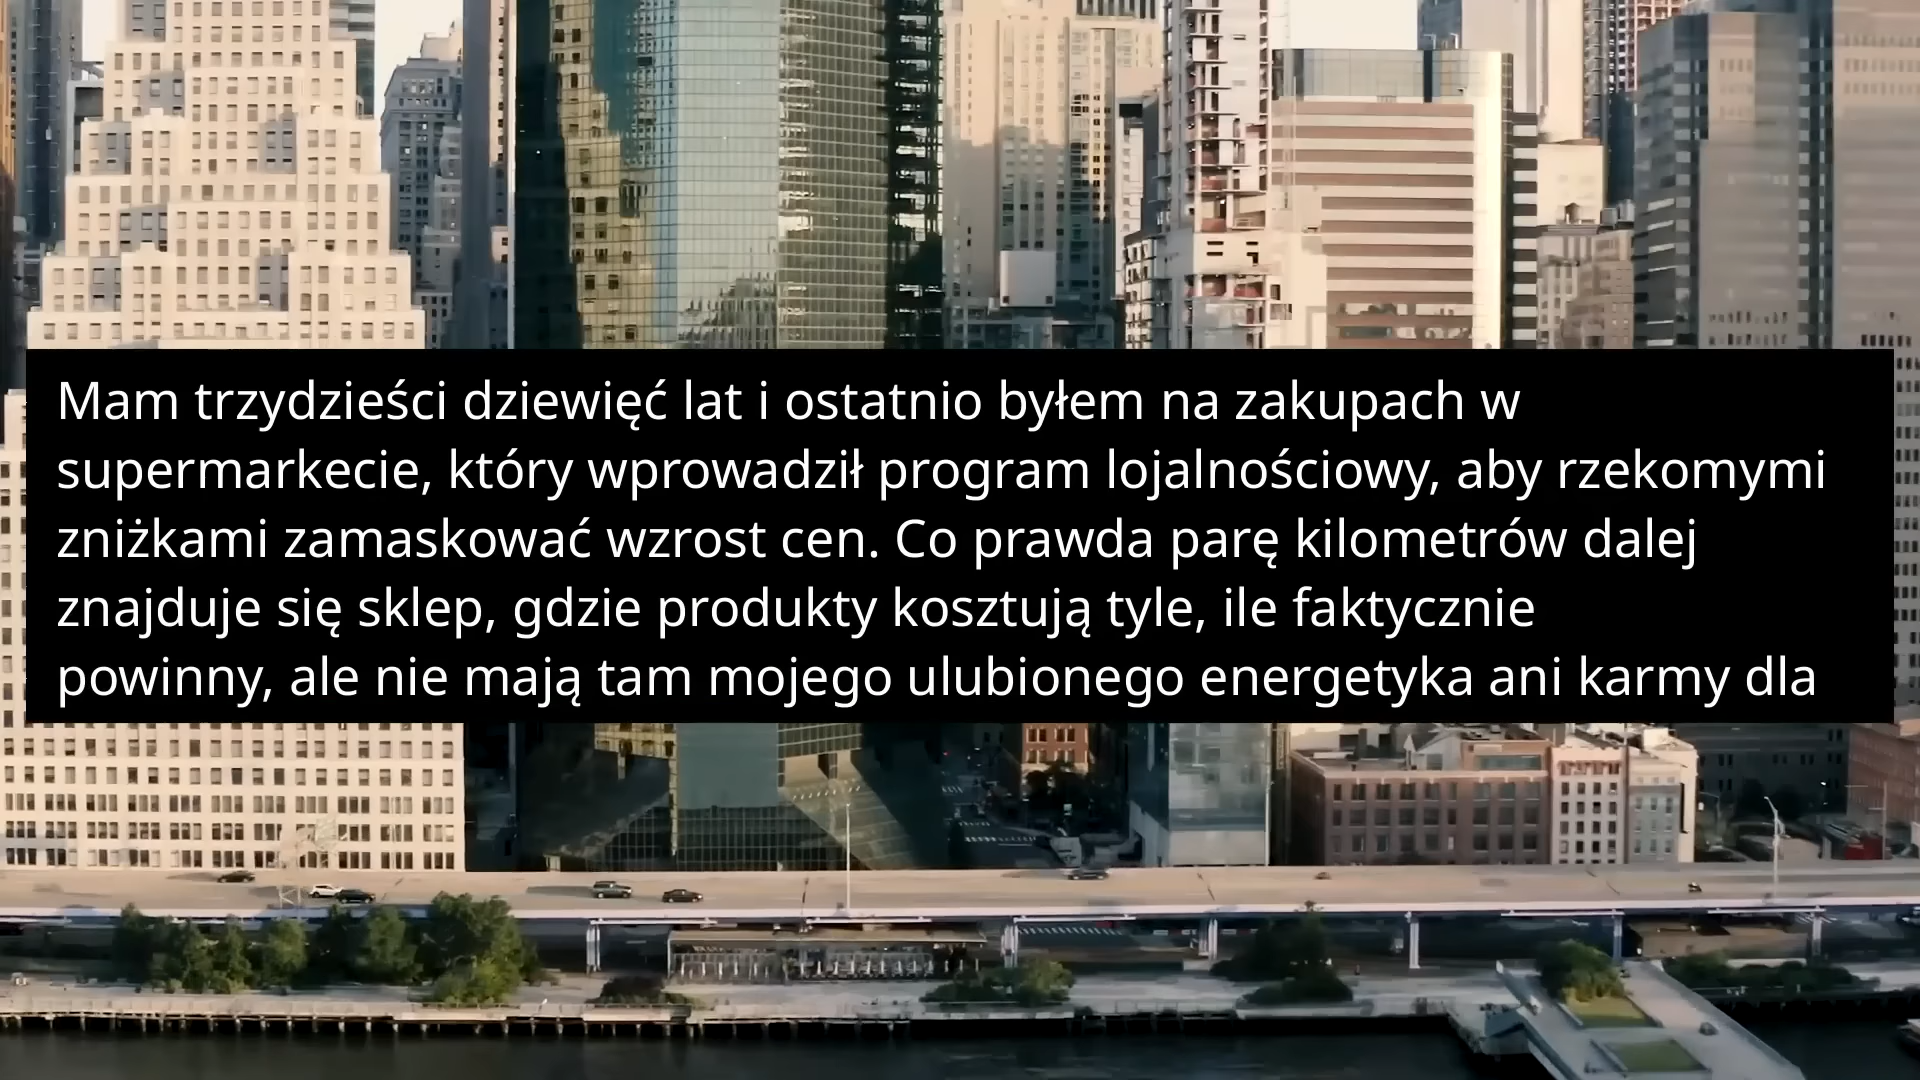 Mam trzydzieści dziewięć lat i ostatnio byłem na zakupach w
supermarkecie, który wprowadził program lojalnościowy, aby rzekomymi
zniżkami zamaskować wzrost cen. Co prawda parę kilometrów dalej
znajduje się sklep, gdzie produkty kosztują tyle, ile faktycznie
powinny, ale nie mają tam mojego ulubionego energetyka ani karmy dla